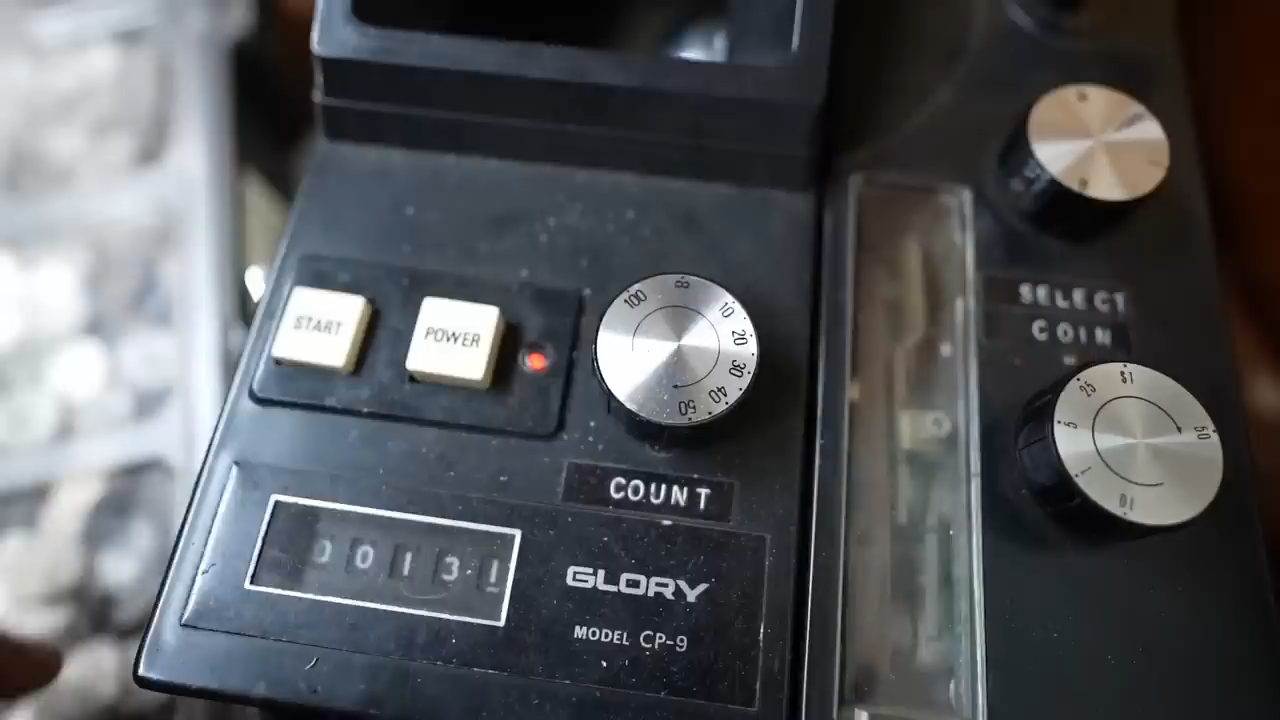 SELECT
COIN
START
POWER
100 ∞ 10 20 30 40 50
1 5 25 $1 50 10
COUNT
00131
GLORY
MODEL CP-9